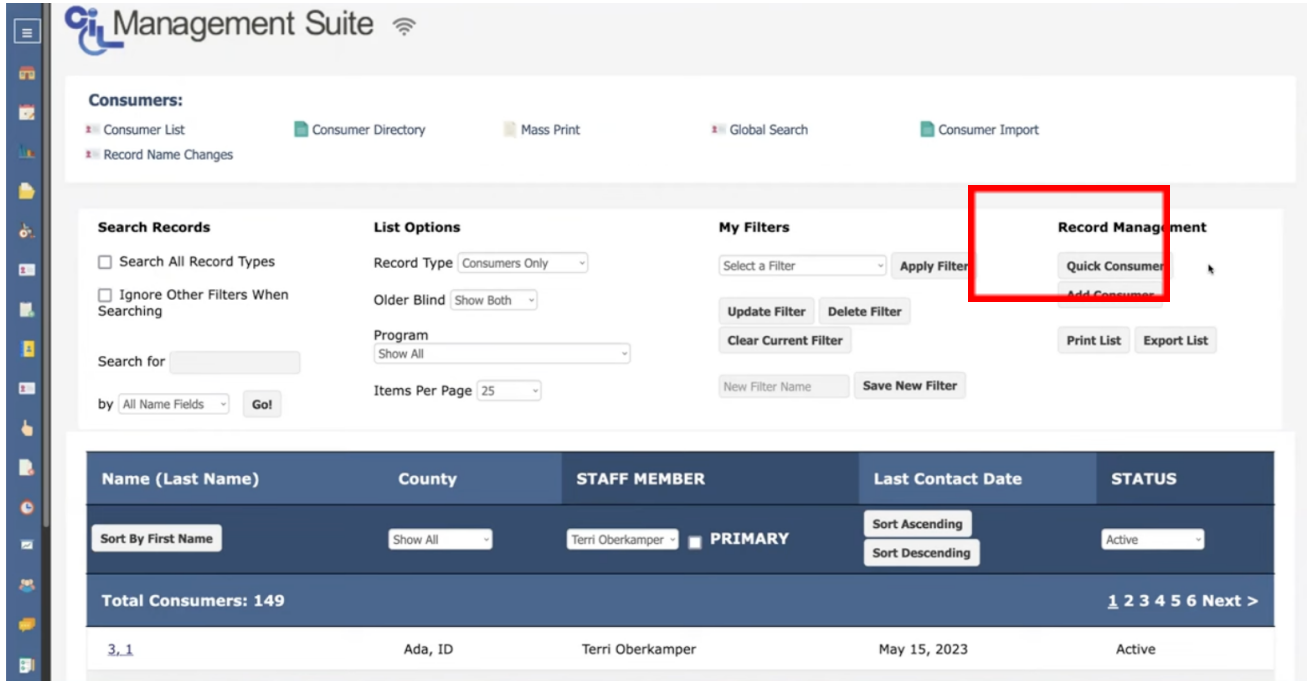 CIL Management Suite
Consumers:
Consumer List Consumer Directory Mass Print Global Search Consumer Import
Record Name Changes
Search Records List Options My Filters Record Management
Search All Record Types Record Type Consumers Only Select a Filter Apply Filter Quick Consumer
Ignore Other Filters When Older Blind Show Both Add Consumer
Searching Update Filter Delete Filter
Program Clear Current Filter Print List Export List
Search for Show All
Items Per Page 25 New Filter Name Save New Filter
by All Name Fields Go!
Name (Last Name) County STAFF MEMBER Last Contact Date STATUS
Sort By First Name Show All Terri Oberkamper PRIMARY Sort Ascending Active
Sort Descending
Total Consumers: 149 1 2 3 4 5 6 Next >
3, 1 Ada, ID Terri Oberkamper May 15, 2023 Active